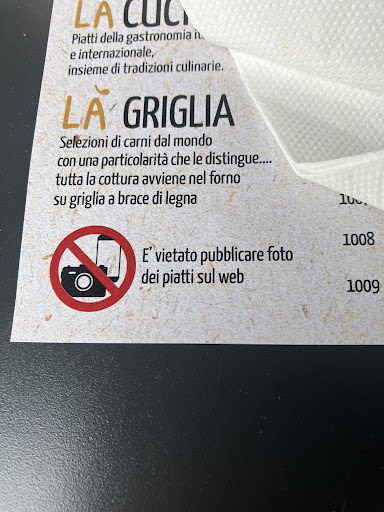 LA CUC
Piatti della gastronomia
e internazionale,
insieme di tradizioni culinarie.
LÀ GRIGLIA
Selezioni di carni dal mondo
con una particolarità che le distingue....
tutta la cottura avviene nel forno
su griglia a brace di legna
1008
E' vietato pubblicare foto
dei piatti sul web
1009